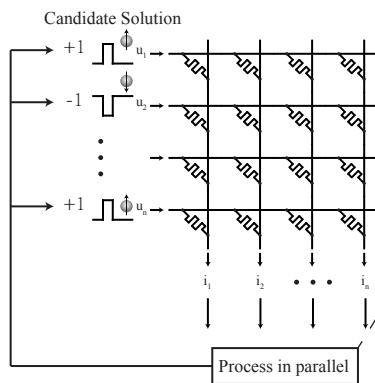 Candidate Solution
+1 u₁
-1 u₂
+1 uₙ
i₁ i₂ • • • iₙ
Process in parallel